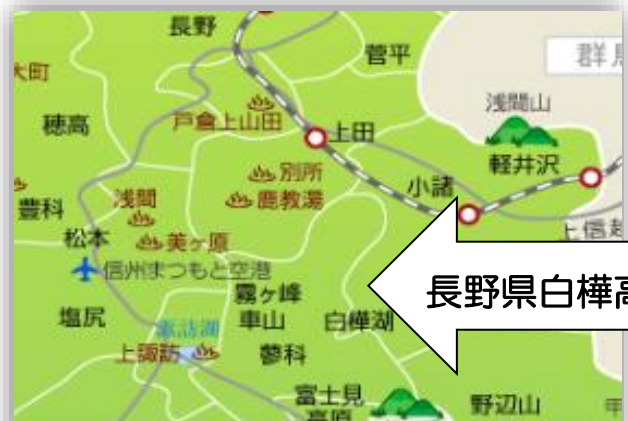 長野
菅平
群
大町
浅間山
穂高
戸倉上山田
上田
軽井沢
別所
小諸
鹿教湯
豊科
浅間
上信越
松本
美ヶ原
信州まつもと空港
長野県白樺高
霧ヶ峰
塩尻
諏訪湖
車山
白樺湖
上諏訪
蓼科
富士見
高原
野辺山
甲